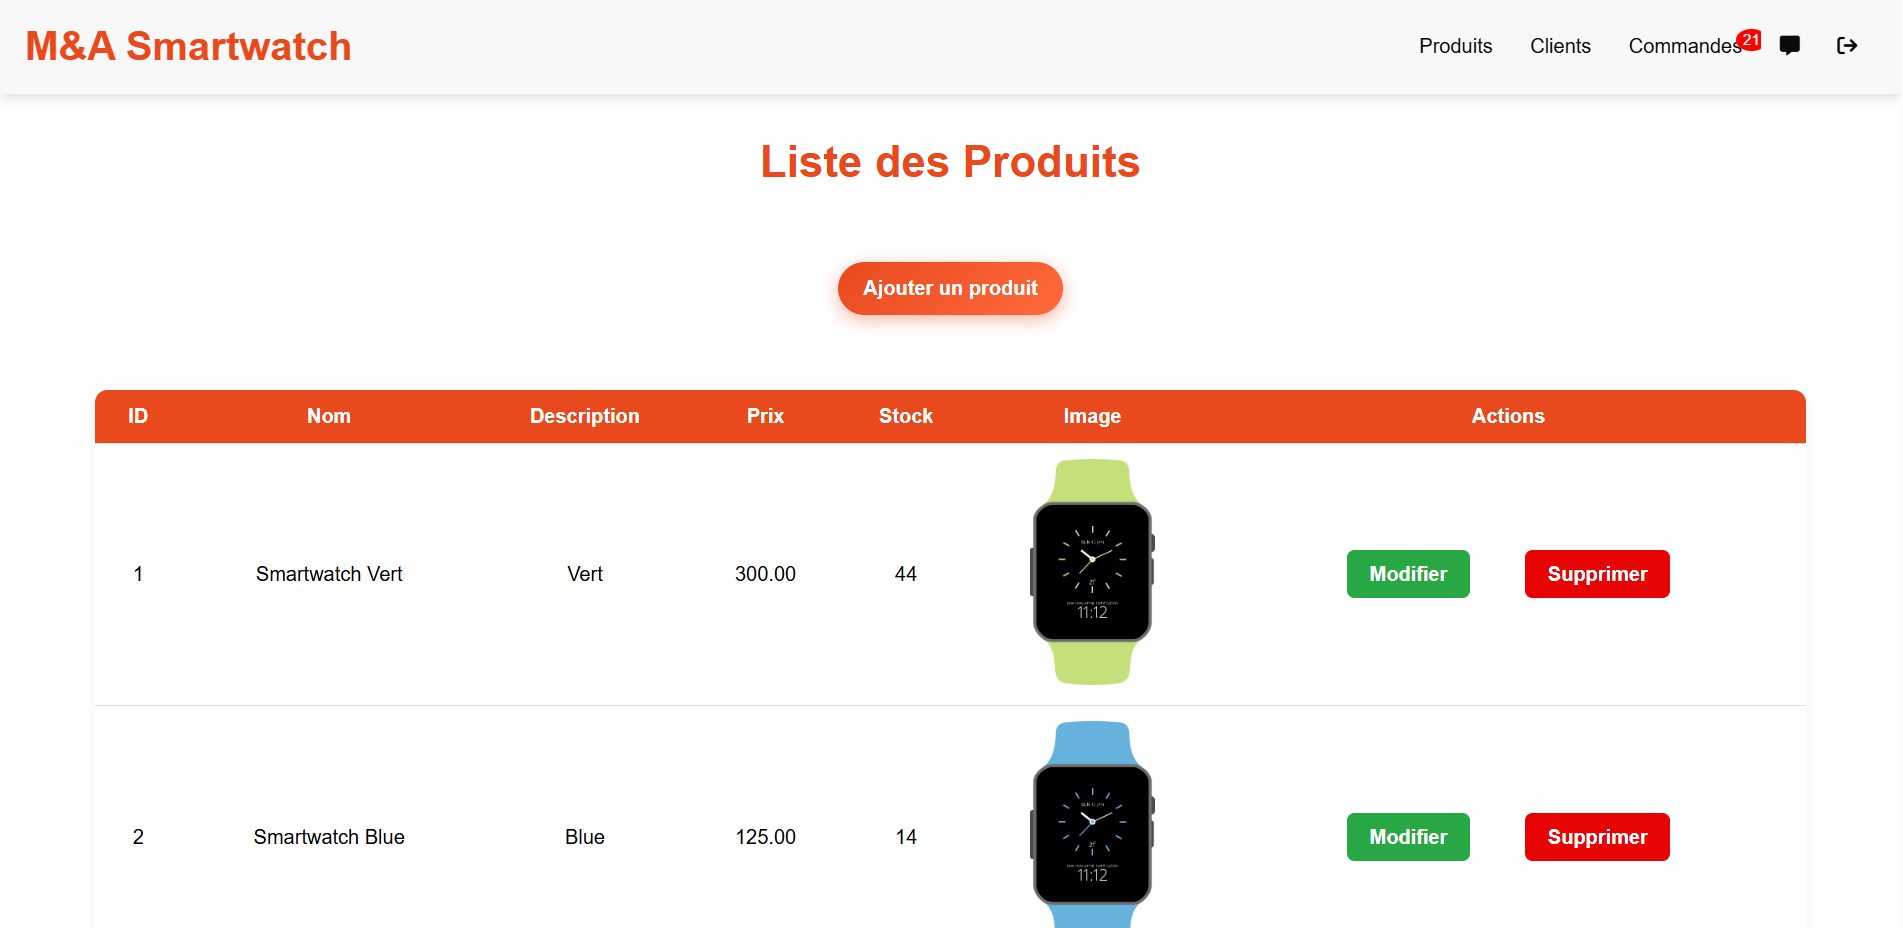 M&A Smartwatch
Produits Clients Commandes 21
Liste des Produits
Ajouter un produit
ID Nom Description Prix Stock Image Actions
11:12
1 Smartwatch Vert Vert 300.00 44 Modifier Supprimer
11:12
2 Smartwatch Blue Blue 125.00 14 Modifier Supprimer